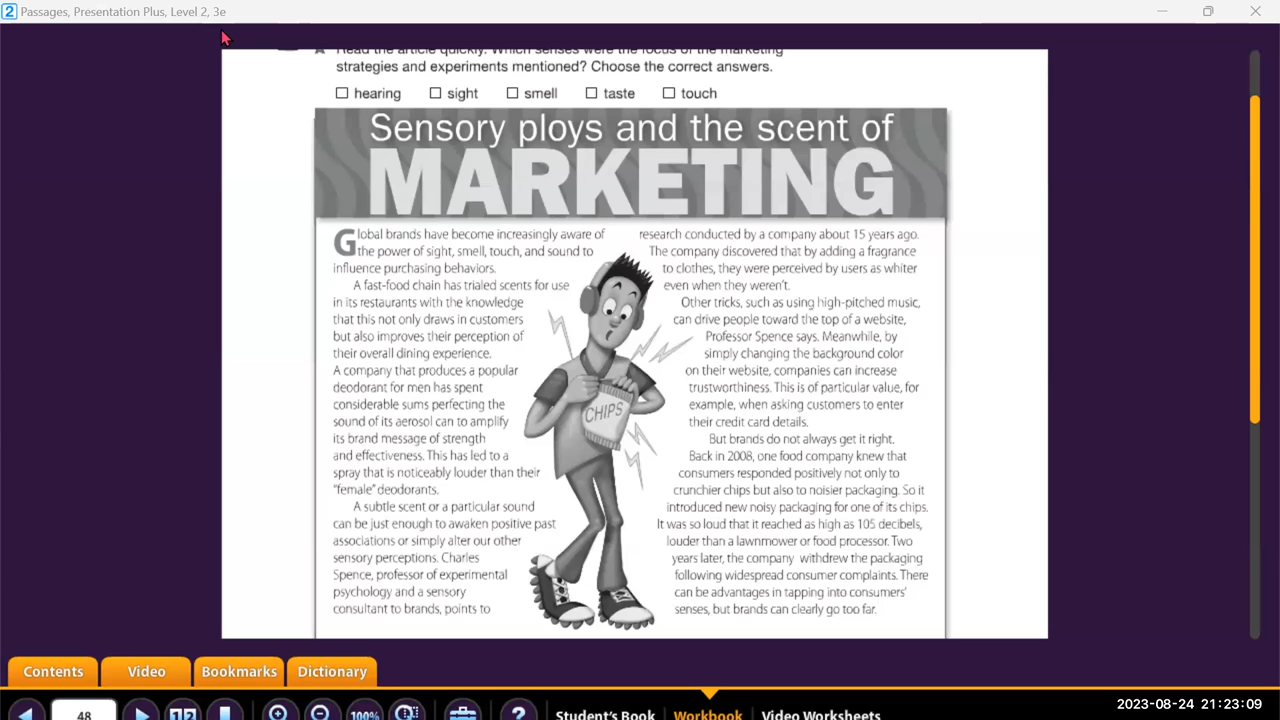 Passages, Presentation Plus, Level 2, 3e
A Read the article quickly. Which senses were the focus of the marketing
strategies and experiments mentioned? Choose the correct answers.
hearing sight smell taste touch
Sensory ploys and the scent of
MARKETING
Global brands have become increasingly aware of
the power of sight, smell, touch, and sound to
influence purchasing behaviors.
A fast-food chain has trialed scents for use
in its restaurants with the knowledge
that this not only draws in customers
but also improves their perception of
their overall dining experience.
A company that produces a popular
deodorant for men has spent
considerable sums perfecting the
sound of its aerosol can to amplify
its brand message of strength
and effectiveness. This has led to a
spray that is noticeably louder than their
"female" deodorants.
A subtle scent or a particular sound
can be just enough to awaken positive past
associations or simply alter our other
sensory perceptions. Charles
Spence, professor of experimental
psychology and a sensory
consultant to brands, points to
research conducted by a company about 15 years ago.
The company discovered that by adding a fragrance
to clothes, they were perceived by users as whiter
even when they weren't.
Other tricks, such as using high-pitched music,
can drive people toward the top of a website,
Professor Spence says. Meanwhile, by
simply changing the background color
on their website, companies can increase
trustworthiness. This is of particular value, for
example, when asking customers to enter
their credit card details.
But brands do not always get it right.
Back in 2008, one food company knew that
consumers responded positively not only to
crunchier chips but also to noisier packaging. So it
introduced new noisy packaging for one of its chips.
It was so loud that it reached as high as 105 decibels,
louder than a lawnmower or food processor. Two
years later, the company withdrew the packaging
following widespread consumer complaints. There
can be advantages in tapping into consumers'
senses, but brands can clearly go too far.
CHIPS
Contents Video Bookmarks Dictionary
48 1 2 100% ? Student's Book Workbook Video Worksheets
2023-08-24 21:23:09